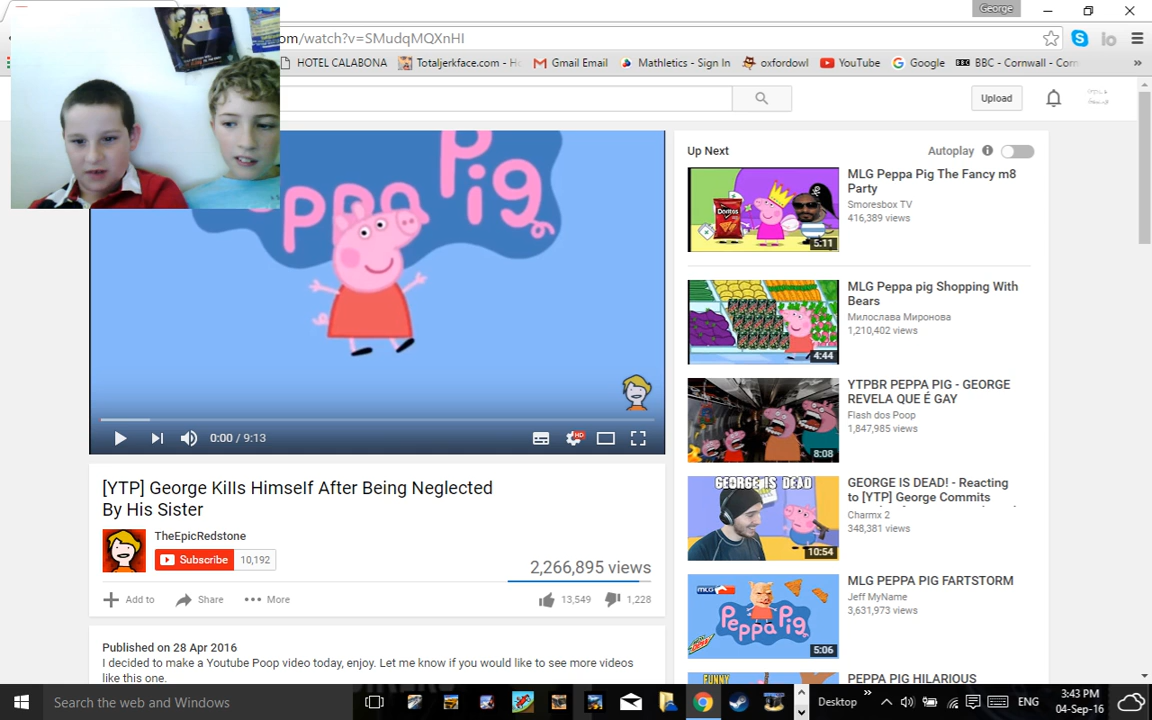 George
om/watch?v=SMudqMQXnHI
HOTEL CALABONA
Totaljerkface.com - Ho
Gmail Email
Mathletics - Sign In
oxfordowl
YouTube
Google
BBC - Cornwall - Corn
Upload
Peppa Pig
0:00 / 9:13
[YTP] George Kills Himself After Being Neglected
By His Sister
TheEpicRedstone
Subscribe 10,192
2,266,895 views
Add to
Share
More
13,549
1,228
Published on 28 Apr 2016
I decided to make a Youtube Poop video today, enjoy. Let me know if you would like to see more videos
like this one.
Up Next
Autoplay
Doritos
5:11
MLG Peppa Pig The Fancy m8
Party
Smoresbox TV
416,389 views
4:44
MLG Peppa pig Shopping With
Bears
Милослава Миронова
1,210,402 views
8:08
YTPBR PEPPA PIG - GEORGE
REVELA QUE É GAY
Flash dos Poop
1,847,985 views
GEORGE IS DEAD
10:54
GEORGE IS DEAD! - Reacting
to [YTP] George Commits
Charmx 2
348,381 views
MLG
Peppa Pig
5:06
MLG PEPPA PIG FARTSTORM
Jeff MyName
3,631,973 views
FUNNY
PEPPA PIG HILARIOUS
Search the web and Windows
Desktop
ENG
3:43 PM
04-Sep-16